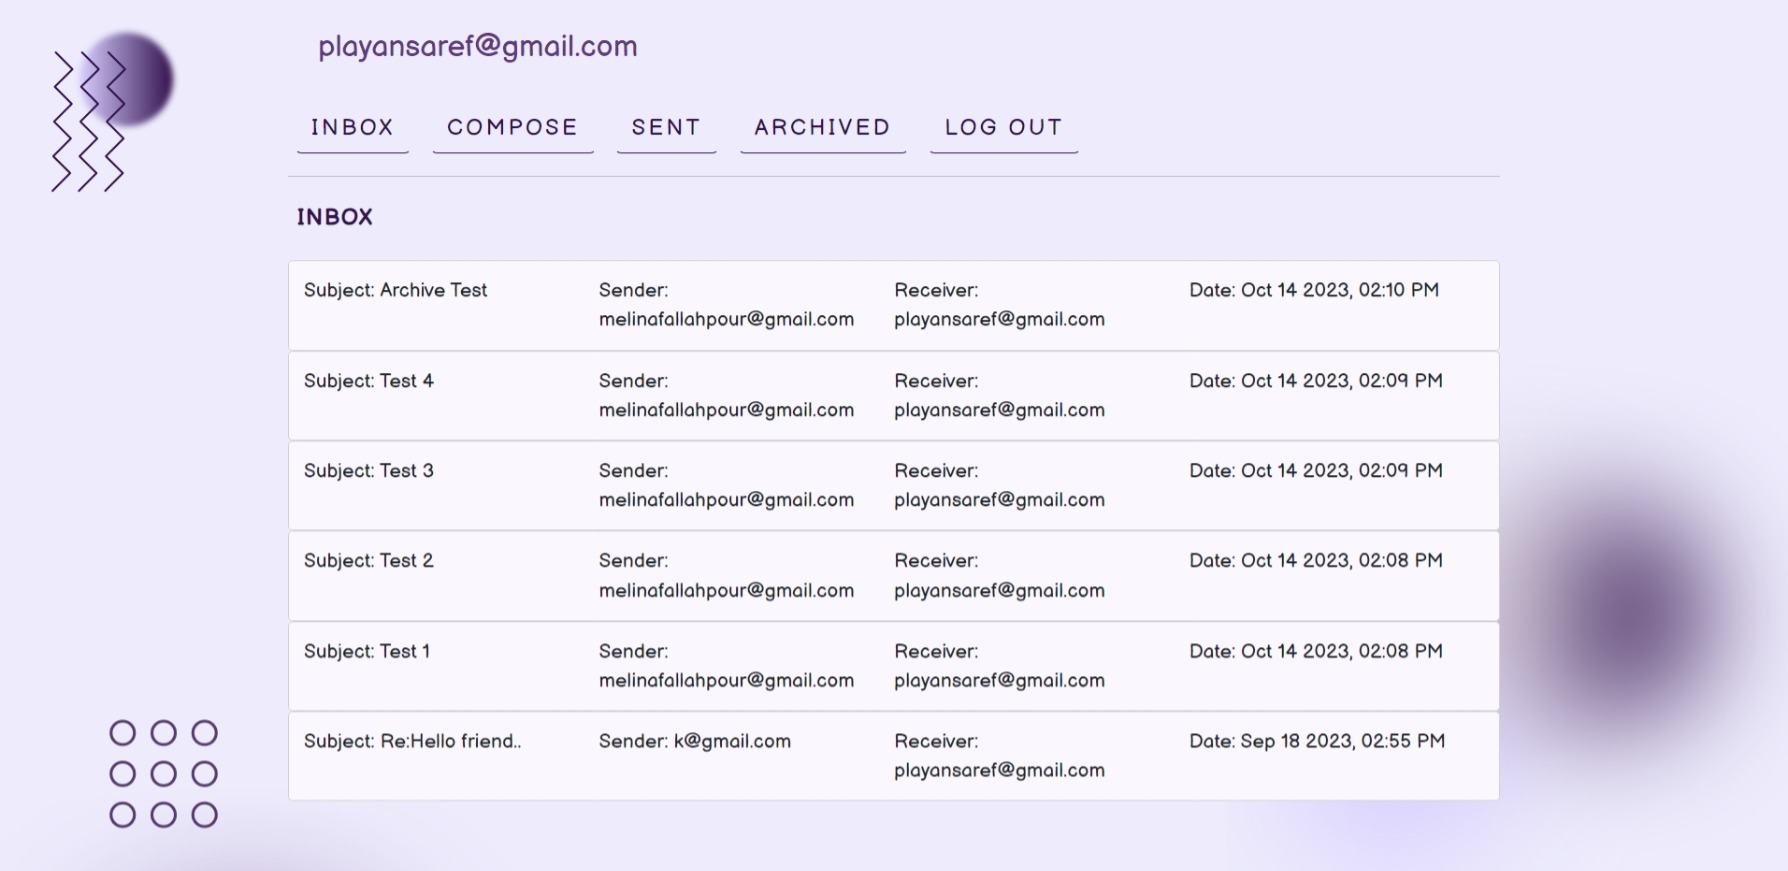 playansaref@gmail.com
INBOX COMPOSE SENT ARCHIVED LOG OUT
INBOX
Subject: Archive Test Sender: Receiver: Date: Oct 14 2023, 02:10 PM
melinafallahpour@gmail.com playansaref@gmail.com
Subject: Test 4 Sender: Receiver: Date: Oct 14 2023, 02:09 PM
melinafallahpour@gmail.com playansaref@gmail.com
Subject: Test 3 Sender: Receiver: Date: Oct 14 2023, 02:09 PM
melinafallahpour@gmail.com playansaref@gmail.com
Subject: Test 2 Sender: Receiver: Date: Oct 14 2023, 02:08 PM
melinafallahpour@gmail.com playansaref@gmail.com
Subject: Test 1 Sender: Receiver: Date: Oct 14 2023, 02:08 PM
melinafallahpour@gmail.com playansaref@gmail.com
Subject: Re:Hello friend.. Sender: k@gmail.com Receiver: Date: Sep 18 2023, 02:55 PM
playansaref@gmail.com